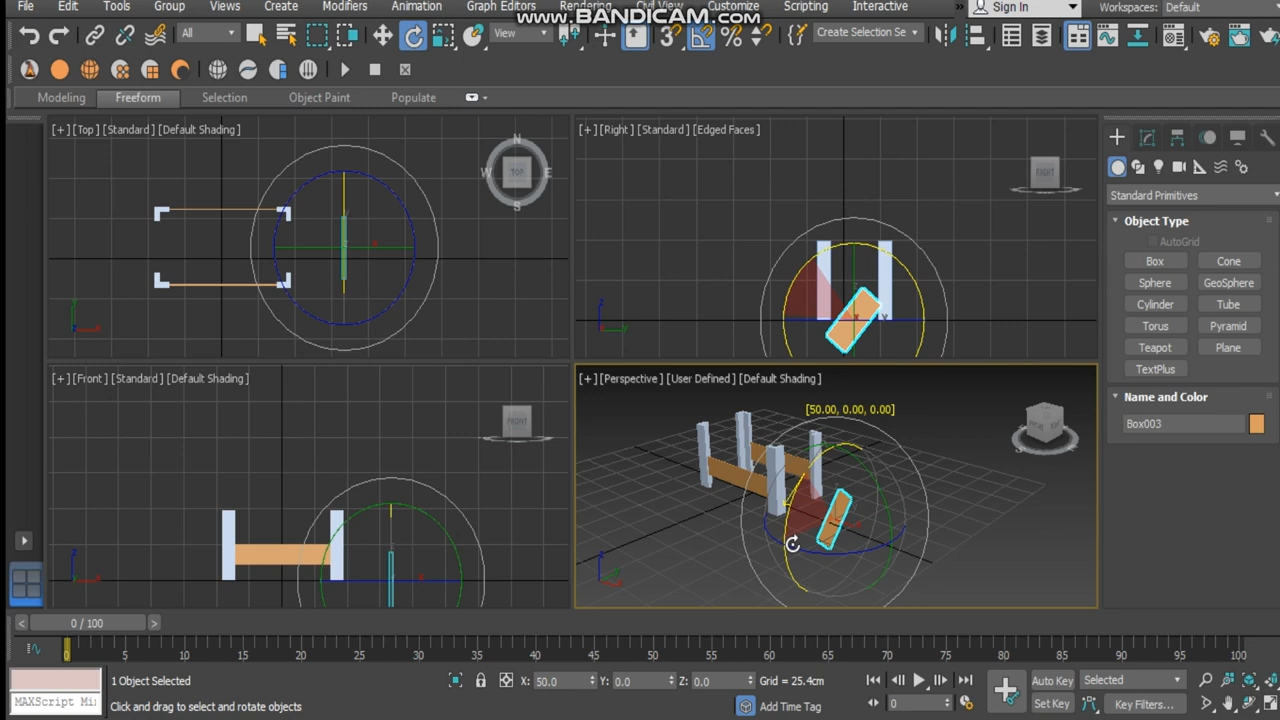 www.BANDICAM.com
File Edit Tools Group Views Create Modifiers Animation Graph Editors Rendering Civil View Customize Scripting Interactive » Sign In Workspaces: Default
All View Create Selection Se
Modeling Freeform Selection Object Paint Populate
[+] [Top] [Standard] [Default Shading]
[+] [Right] [Standard] [Edged Faces]
N
W TOP E
S
RIGHT
y
x
z
y
[+] [Front] [Standard] [Default Shading]
[+] [Perspective] [User Defined] [Default Shading]
[50.00, 0.00, 0.00]
FRONT
Standard Primitives
Object Type
AutoGrid
Box Cone
Sphere GeoSphere
Cylinder Tube
Torus Pyramid
Teapot Plane
TextPlus
Name and Color
Box003
< 0 / 100 >
0 5 10 15 20 25 30 35 40 45 50 55 60 65 70 75 80 85 90 95 100
1 Object Selected
X: 50.0 Y: 0.0 Z: 0.0 Grid = 25.4cm
Auto Key Selected
MAXScript Mi
Click and drag to select and rotate objects
Add Time Tag
0
Set Key Key Filters...